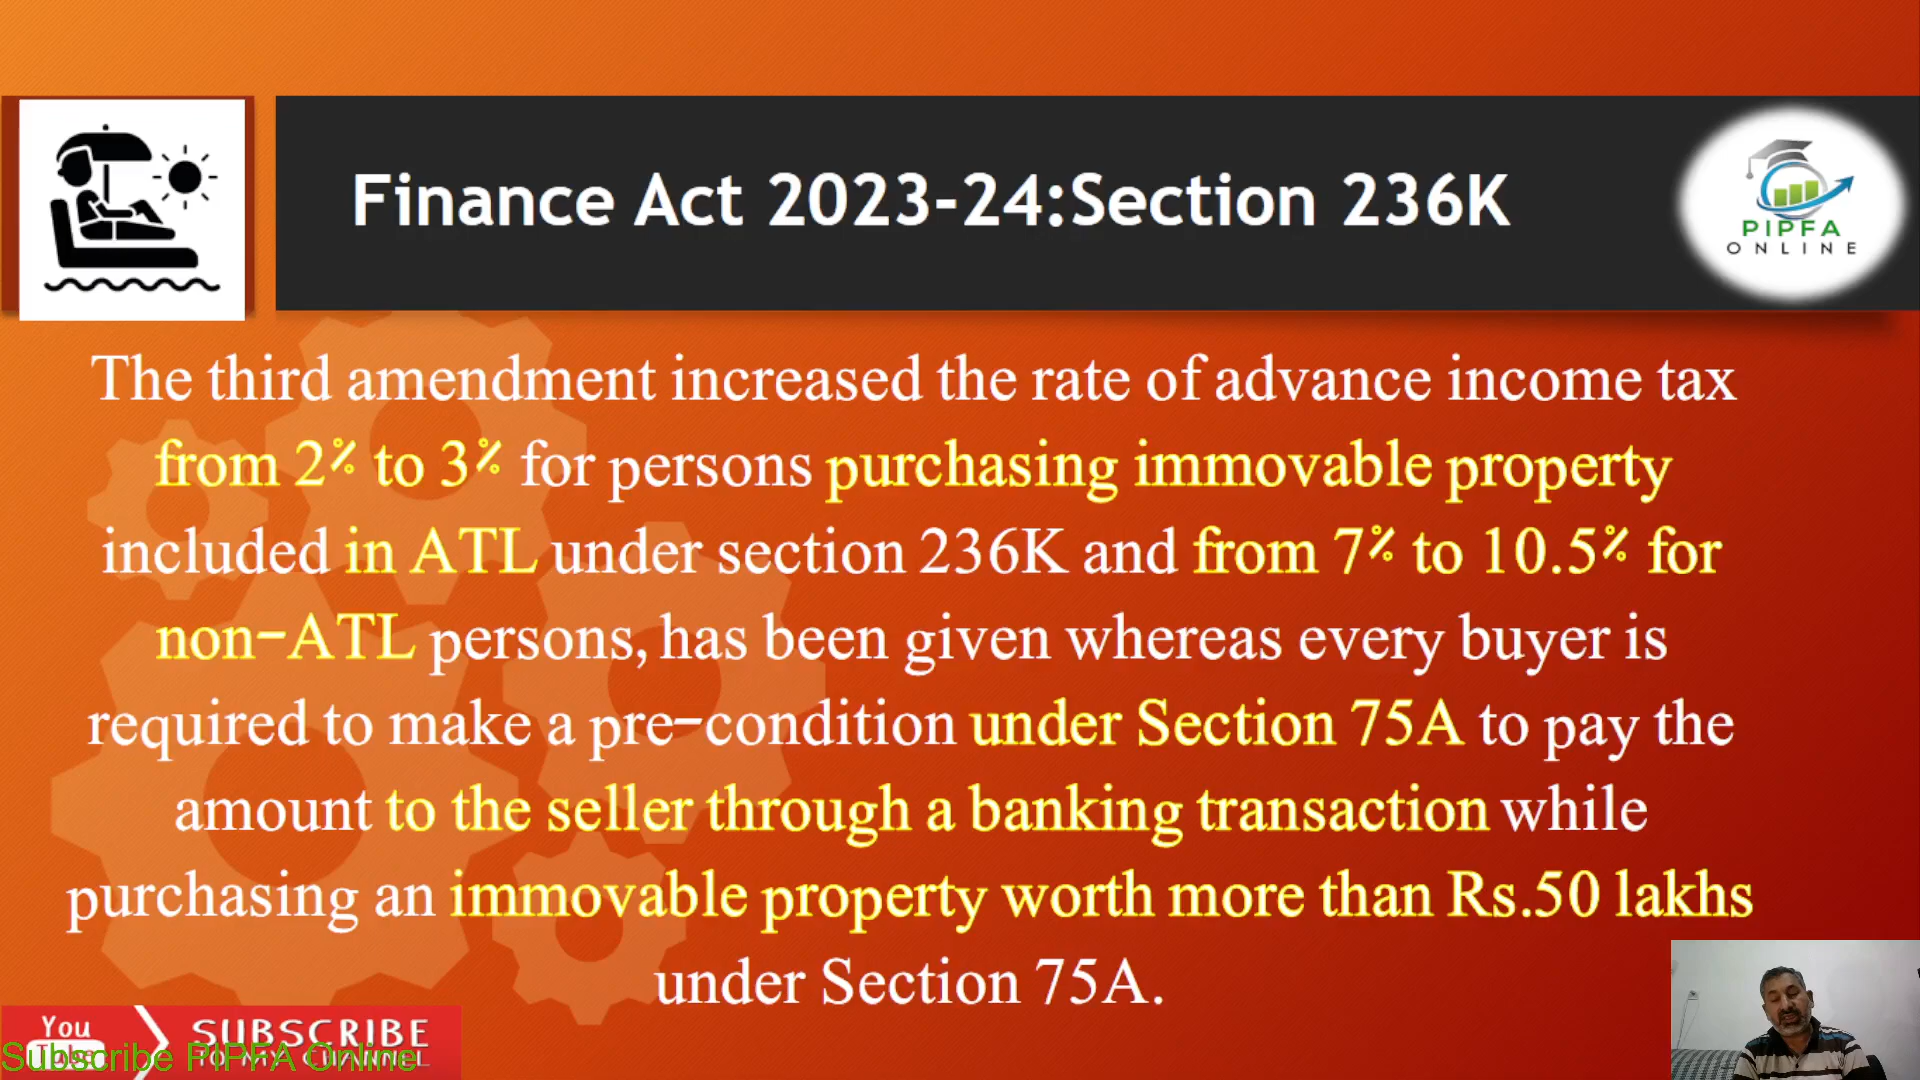 Finance Act 2023-24:Section 236K
PIPFA
ONLINE
The third amendment increased the rate of advance income tax
from 2% to 3% for persons purchasing immovable property
included in ATL under section 236K and from 7% to 10.5% for
non-ATL persons, has been given whereas every buyer is
required to make a pre-condition under Section 75A to pay the
amount to the seller through a banking transaction while
purchasing an immovable property worth more than Rs.50 lakhs
under Section 75A.
You
Tube
SUBSCRIBE
TO MY CHANNEL
Subscribe PIPFA Online